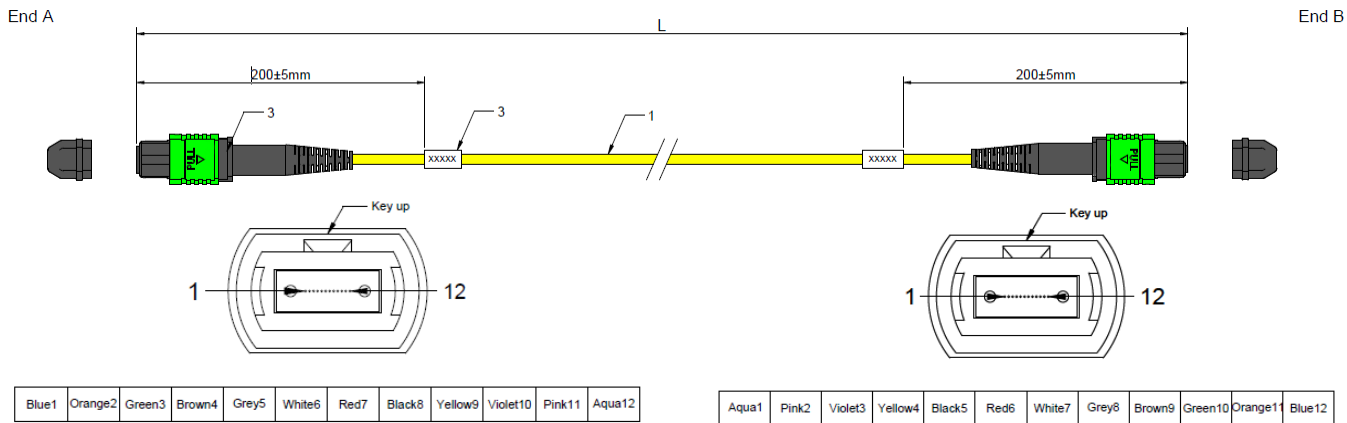 End A
End B
L
200±5mm
200±5mm
3
3
1
PULL
XXXXX
XXXXX
PULL
Key up
Key up
1
12
1
12
Blue1 Orange2 Green3 Brown4 Grey5 White6 Red7 Black8 Yellow9 Violet10 Pink11 Aqua12
Aqua1 Pink2 Violet3 Yellow4 Black5 Red6 White7 Grey8 Brown9 Green10 Orange11 Blue12